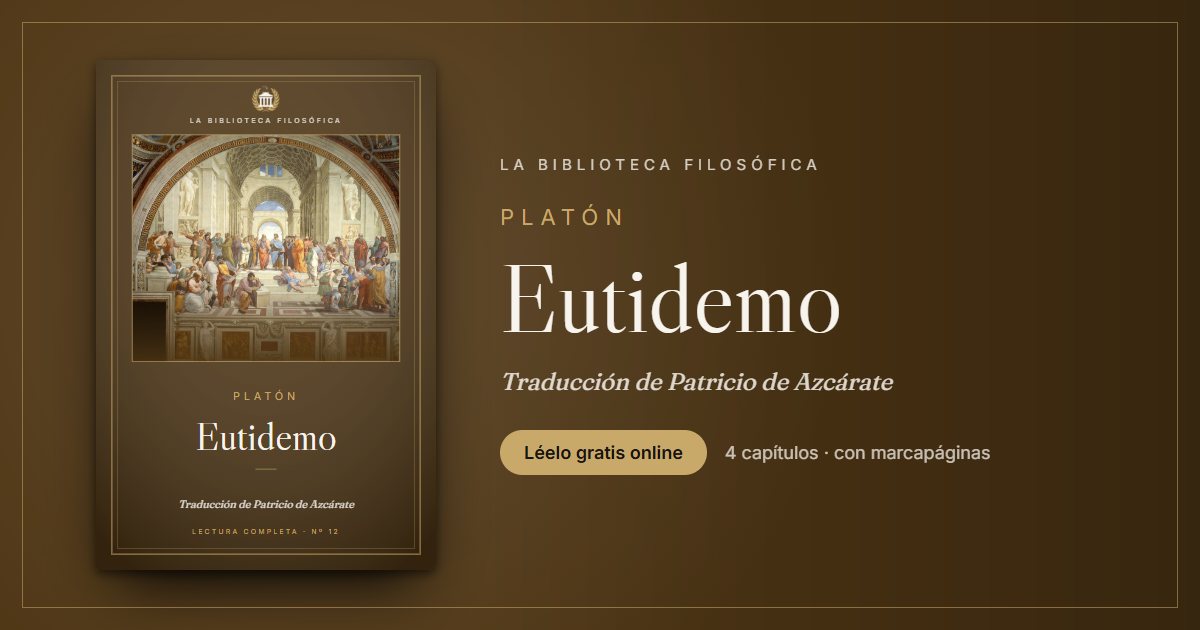 LA BIBLIOTECA FILOSÓFICA
PLATÓN
Eutidemo
Traducción de Patricio de Azcárate
LECTURA COMPLETA · Nº 12
LA BIBLIOTECA FILOSÓFICA
PLATÓN
Eutidemo
Traducción de Patricio de Azcárate
Léelo gratis online
4 capítulos · con marcapáginas